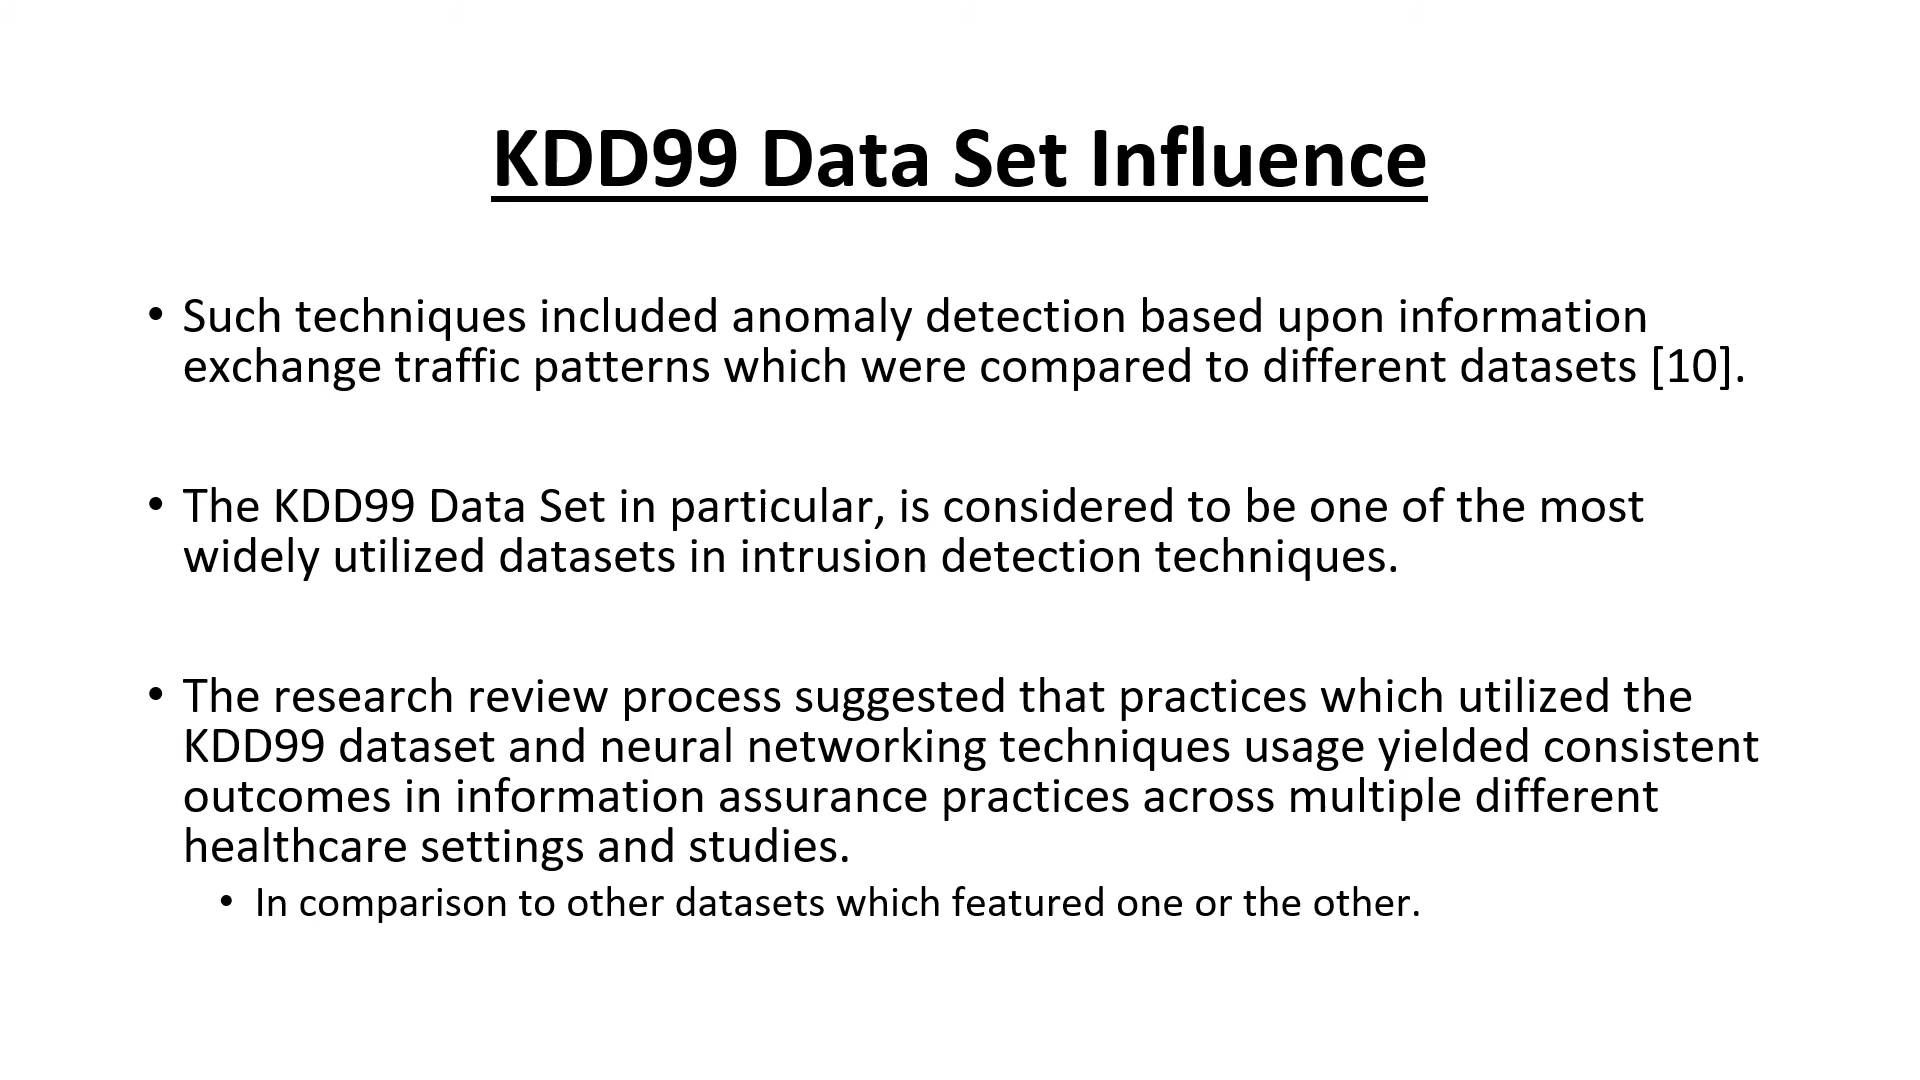 KDD99 Data Set Influence
• Such techniques included anomaly detection based upon information
exchange traffic patterns which were compared to different datasets [10].
• The KDD99 Data Set in particular, is considered to be one of the most
widely utilized datasets in intrusion detection techniques.
• The research review process suggested that practices which utilized the
KDD99 dataset and neural networking techniques usage yielded consistent
outcomes in information assurance practices across multiple different
healthcare settings and studies.
• In comparison to other datasets which featured one or the other.